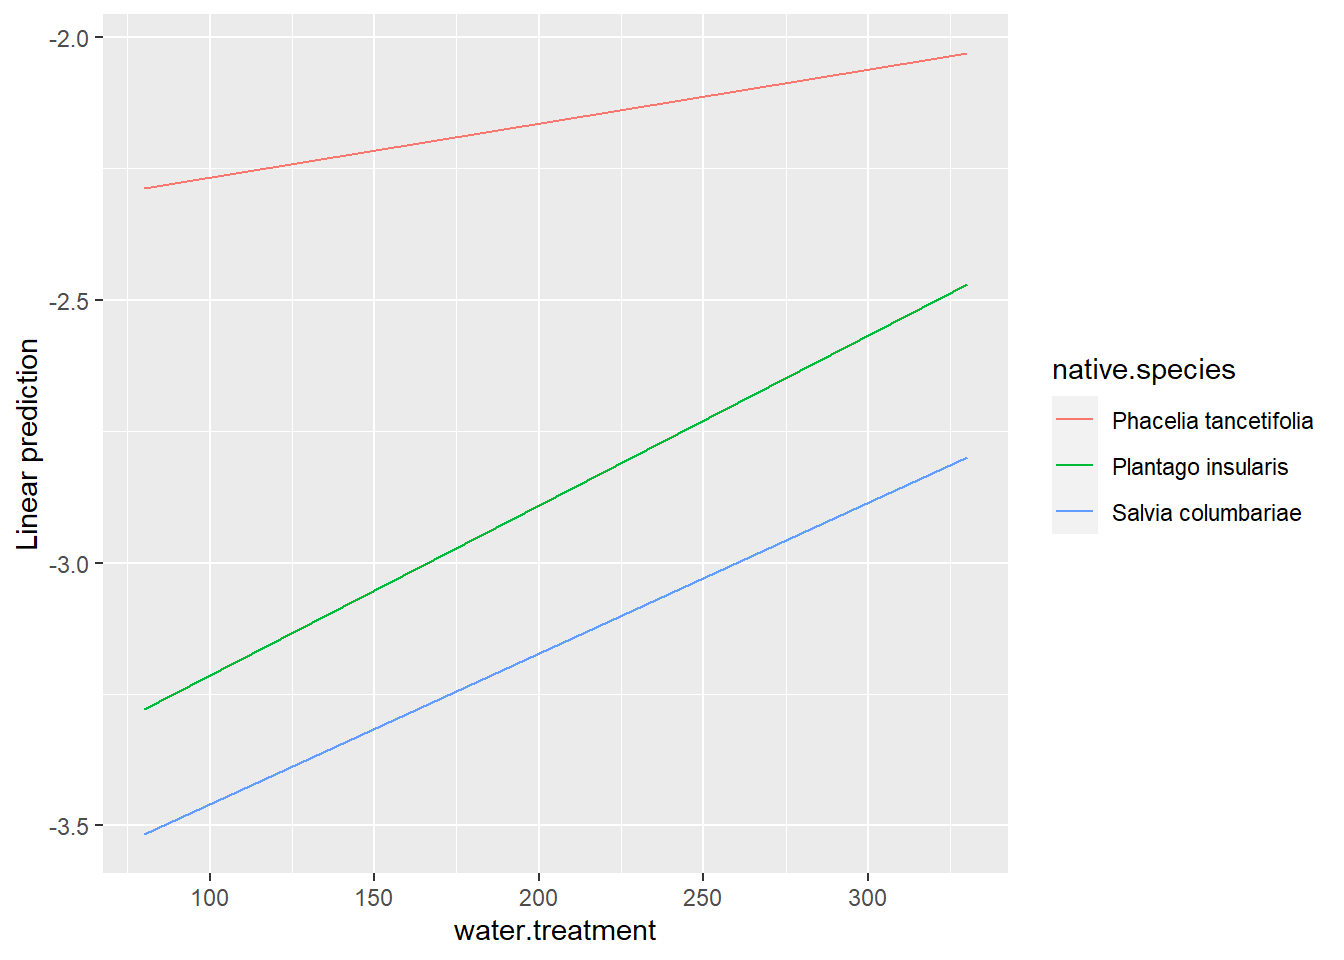 -2.0
-2.5
-3.0
-3.5
Linear prediction
100 150 200 250 300
water.treatment
native.species
Phacelia tancetifolia
Plantago insularis
Salvia columbariae